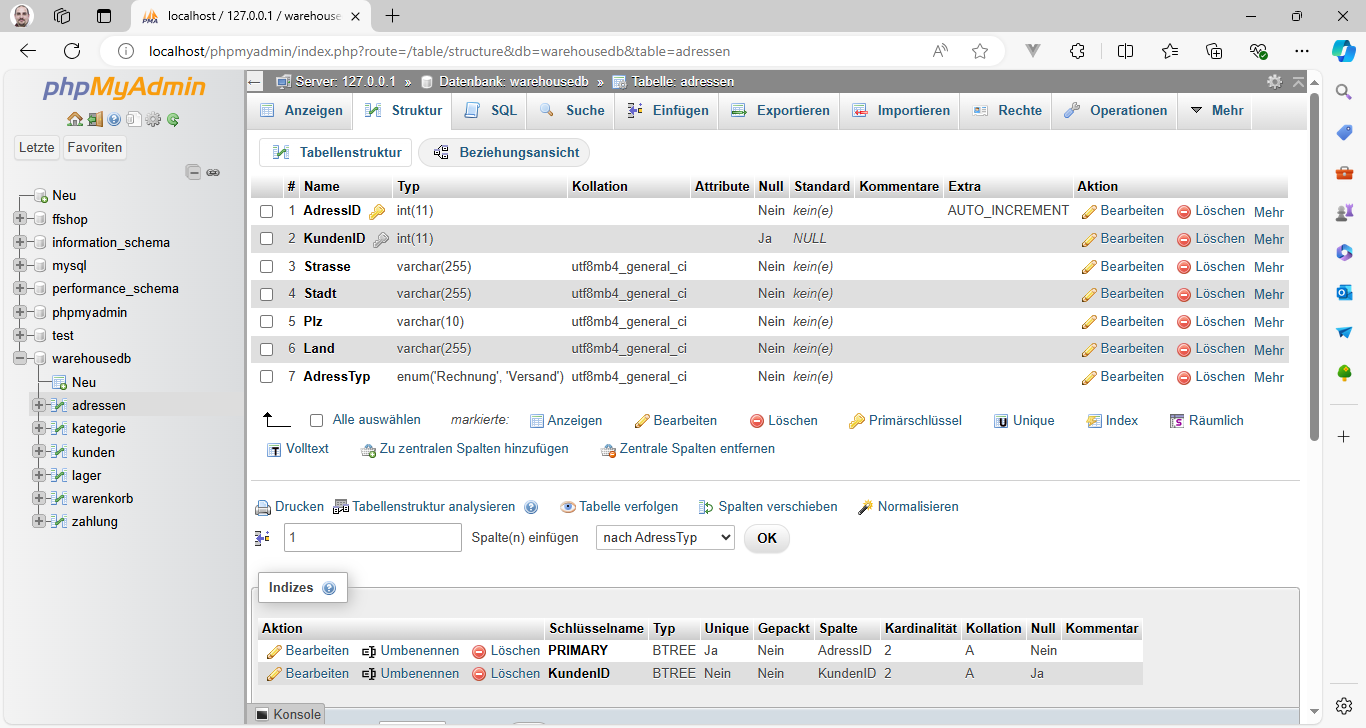 localhost / 127.0.0.1 / warehouse
localhost/phpmyadmin/index.php?route=/table/structure&db=warehousedb&table=adressen
phpMyAdmin
Letzte Favoriten
Neu
ffshop
information_schema
mysql
performance_schema
phpmyadmin
test
warehousedb
Neu
adressen
kategorie
kunden
lager
warenkorb
zahlung
Server: 127.0.0.1 » Datenbank: warehousedb » Tabelle: adressen
Anzeigen Struktur SQL Suche Einfügen Exportieren Importieren Rechte Operationen Mehr
Tabellenstruktur Beziehungsansicht
# Name Typ Kollation Attribute Null Standard Kommentare Extra Aktion
1 AdressID int(11) Nein kein(e) AUTO_INCREMENT Bearbeiten Löschen Mehr
2 KundenID int(11) Ja NULL Bearbeiten Löschen Mehr
3 Strasse varchar(255) utf8mb4_general_ci Nein kein(e) Bearbeiten Löschen Mehr
4 Stadt varchar(255) utf8mb4_general_ci Nein kein(e) Bearbeiten Löschen Mehr
5 Plz varchar(10) utf8mb4_general_ci Nein kein(e) Bearbeiten Löschen Mehr
6 Land varchar(255) utf8mb4_general_ci Nein kein(e) Bearbeiten Löschen Mehr
7 AdressTyp enum('Rechnung', 'Versand') utf8mb4_general_ci Nein kein(e) Bearbeiten Löschen Mehr
Alle auswählen markierte: Anzeigen Bearbeiten Löschen Primärschlüssel Unique Index Räumlich
Volltext Zu zentralen Spalten hinzufügen Zentrale Spalten entfernen
Drucken Tabellenstruktur analysieren Tabelle verfolgen Spalten verschieben Normalisieren
1 Spalte(n) einfügen nach AdressTyp OK
Indizes
Aktion Schlüsselname Typ Unique Gepackt Spalte Kardinalität Kollation Null Kommentar
Bearbeiten Umbenennen Löschen PRIMARY BTREE Ja Nein AdressID 2 A Nein
Bearbeiten Umbenennen Löschen KundenID BTREE Nein Nein KundenID 2 A Ja
Konsole